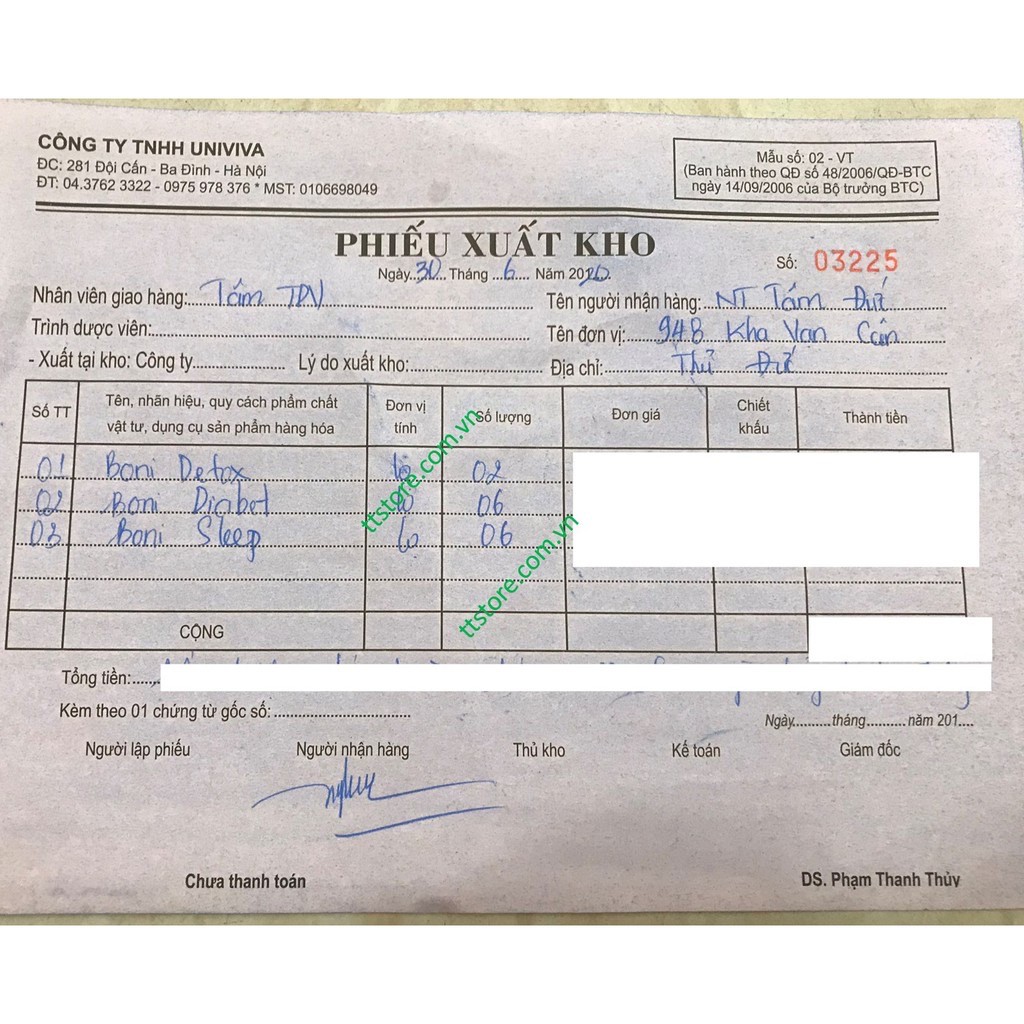 CÔNG TY TNHH UNIVIVA
ĐC: 281 Đội Cấn - Ba Đình - Hà Nội
ĐT: 04.3762 3322 - 0975 978 376 * MST: 0106698049
Mẫu số: 02 - VT
(Ban hành theo QĐ số 48/2006/QĐ-BTC
ngày 14/09/2006 của Bộ trưởng BTC)
PHIẾU XUẤT KHO
Số: 03225
Ngày..30.. Tháng ...6.... Năm 2020
Nhân viên giao hàng:... Tám TDV
Tên người nhận hàng:.. NT Tám Đức
Trình dược viên:
Tên đơn vị: 948 Kha Vạn Cân
- Xuất tại kho: Công ty.......... Lý do xuất kho:..........
Địa chỉ: Thủ Đức
Số TT Tên, nhãn hiệu, quy cách phẩm chất vật tư, dụng cụ sản phẩm hàng hóa Đơn vị tính Số lượng Đơn giá Chiết khấu Thành tiền
01 Boni Detox lọ 02
02 Boni Diabet lọ 06
03 Boni Sleep lọ 06
ttstore.com.vn
ttstore.com.vn
CỘNG
Tổng tiền:
Kèm theo 01 chứng từ gốc số:
Ngày..........tháng..........năm 201....
Người lập phiếu Người nhận hàng Thủ kho Kế toán Giám đốc
Chưa thanh toán
DS. Phạm Thanh Thủy